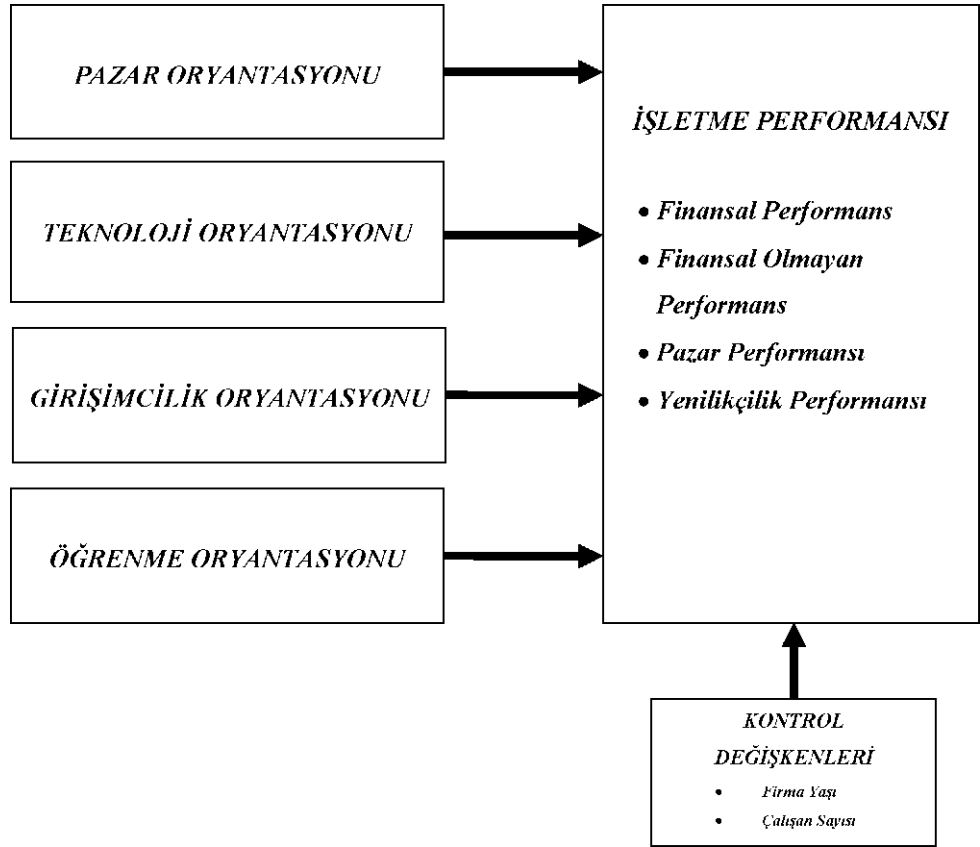 PAZAR ORYANTASYONU
TEKNOLOJİ ORYANTASYONU
GİRİŞİMCİLİK ORYANTASYONU
ÖĞRENME ORYANTASYONU
İŞLETME PERFORMANSI
• Finansal Performans
• Finansal Olmayan
Performans
• Pazar Performansı
• Yenilikçilik Performansı
KONTROL
DEĞİŞKENLERİ
• Firma Yaşı
• Çalışan Sayısı